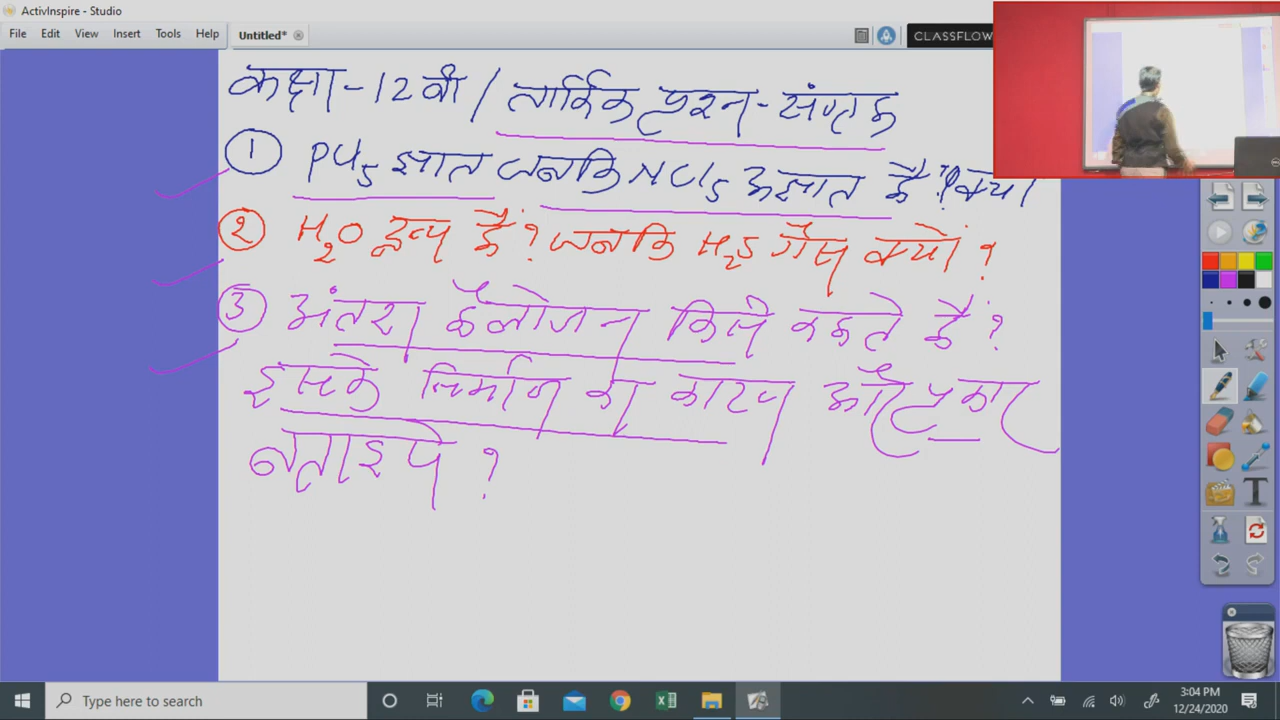 ActivInspire - Studio
File Edit View Insert Tools Help
Untitled*
CLASSFLOW
कक्षा - 12 वी / तार्किक प्रश्न - संग्रह
1 PCl5 ज्ञात जबकि NCl5 अज्ञात है? क्यों
2 H2O द्रव्य है? जबकि H2S गैस क्यों?
3 अंतरा हैलोजन किसे कहते है?
इसके निर्माण का कारण और प्रकार
बताइये?
Type here to search
3:04 PM
12/24/2020